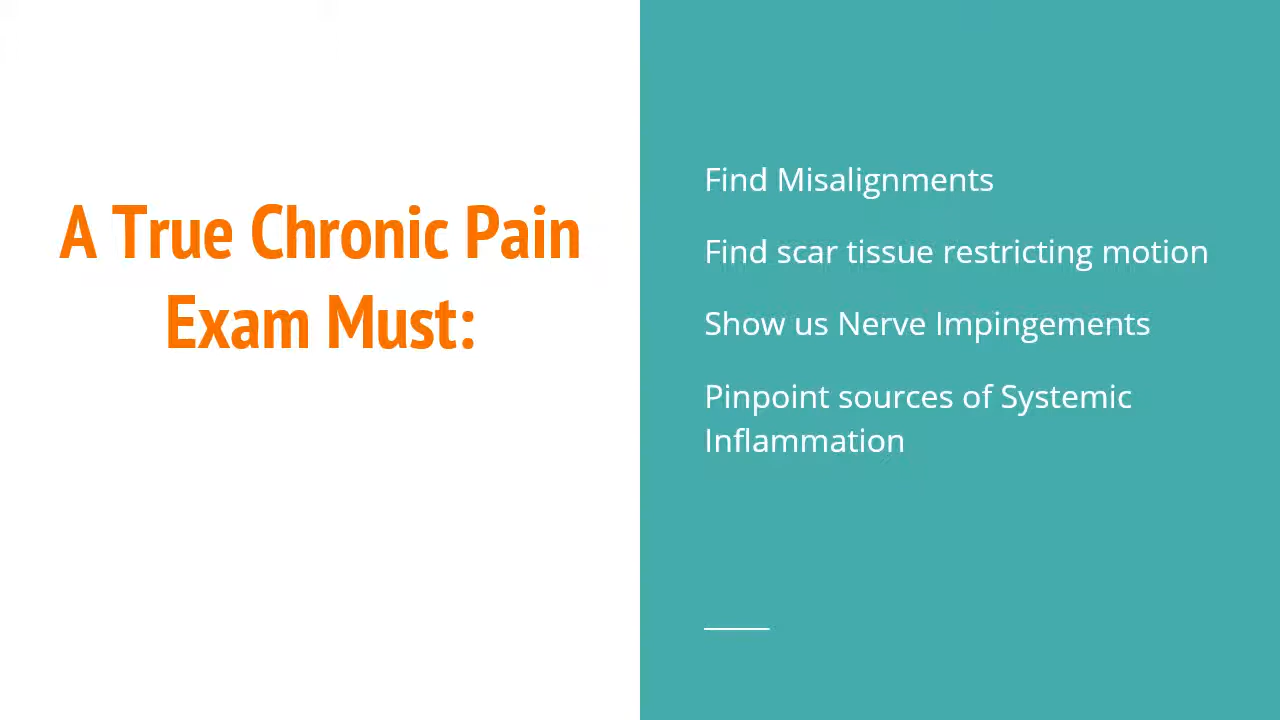 A True Chronic Pain
Exam Must:
Find Misalignments
Find scar tissue restricting motion
Show us Nerve Impingements
Pinpoint sources of Systemic
Inflammation